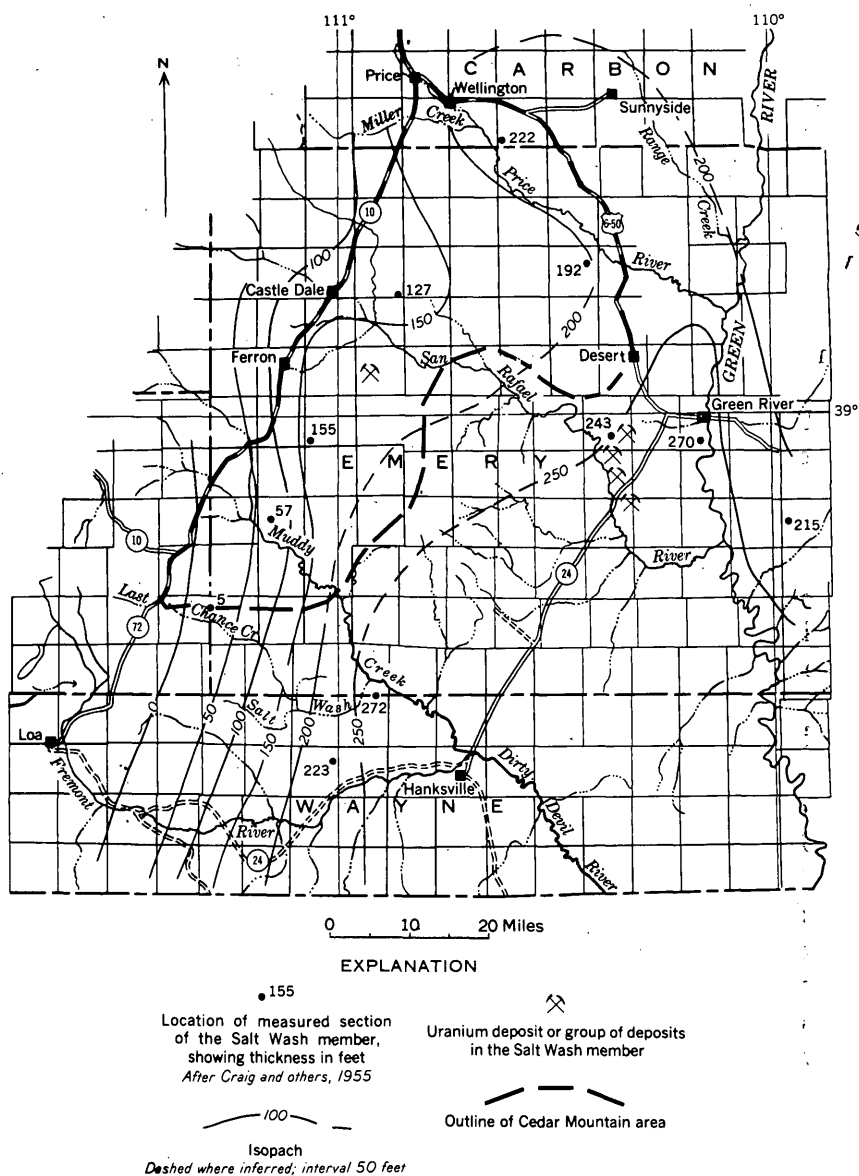 111°
110°
N
CARBON
Price
Wellington
Sunnyside
RIVER
Miller
Creek
Range
Creek
222
200
Price
River
10
6-50
100
192
Castle Dale
127
150
200
Ferron
San
Rafael
Desert
GREEN
Green River
39°
243
270
155
EMERY
250
57
Muddy
215
10
River
24
Last
Chance Cr.
5
72
Creek
Salt
Wash
272
0
50
100
150
200
250
Loa
223
Fremont
River
Hanksville
Dirty
Devil
River
WAYNE
24
0 10 20 Miles
EXPLANATION
155
Location of measured section
of the Salt Wash member,
showing thickness in feet
After Craig and others, 1955
Uranium deposit or group of deposits
in the Salt Wash member
100
Isopach
Dashed where inferred; interval 50 feet
Outline of Cedar Mountain area